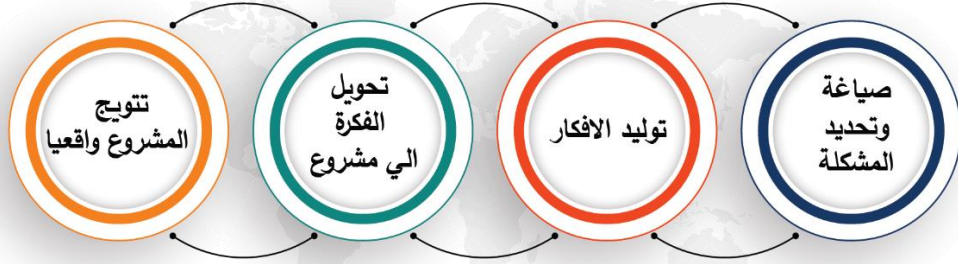 صياغة
وتحديد
المشكلة
توليد الافكار
تحويل
الفكرة
الي مشروع
تتويج
المشروع واقعيا